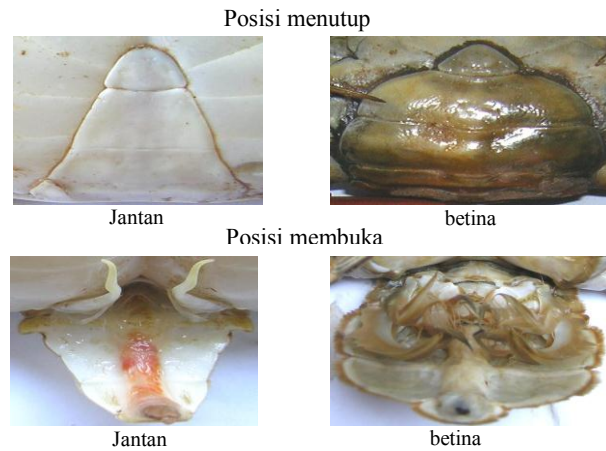 Posisi menutup
Jantan
betina
Posisi membuka
Jantan
betina